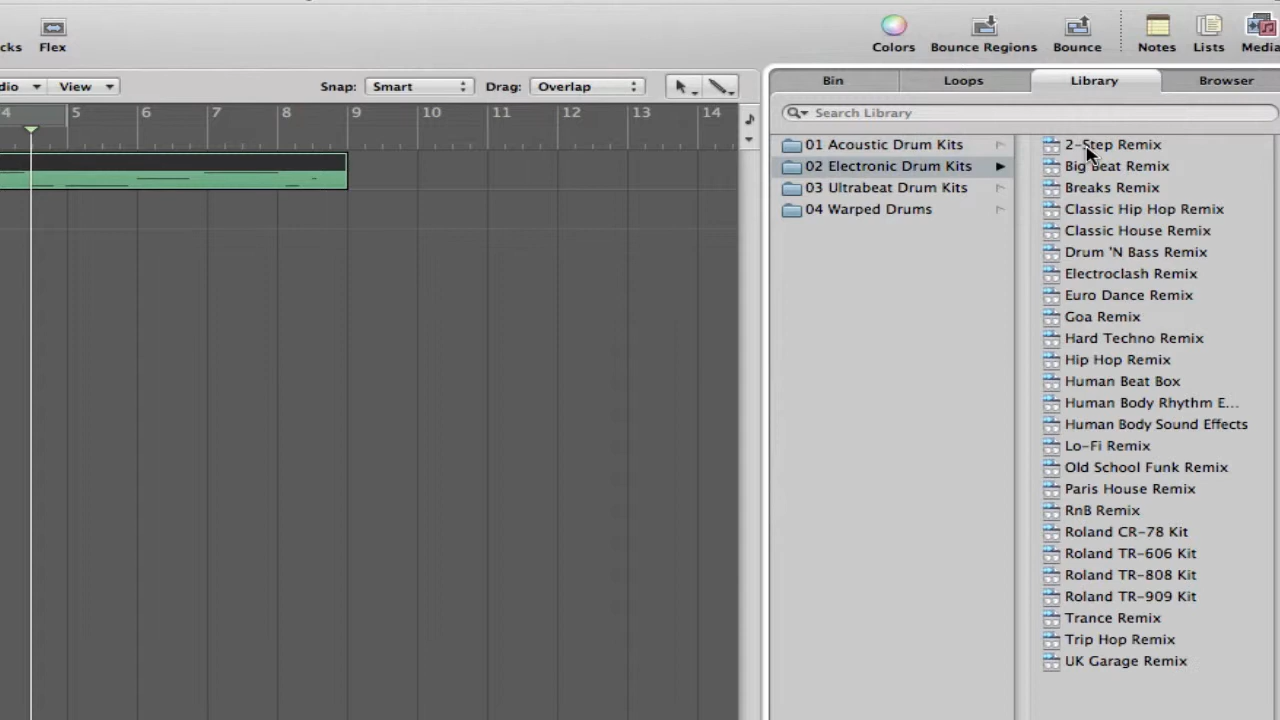 cks Flex Colors Bounce Regions Bounce Notes Lists Media
dio View Snap: Smart Drag: Overlap Bin Loops Library Browser
4 5 6 7 8 9 10 11 12 13 14
Search Library
01 Acoustic Drum Kits
02 Electronic Drum Kits
03 Ultrabeat Drum Kits
04 Warped Drums
2-Step Remix
Big Beat Remix
Breaks Remix
Classic Hip Hop Remix
Classic House Remix
Drum 'N Bass Remix
Electroclash Remix
Euro Dance Remix
Goa Remix
Hard Techno Remix
Hip Hop Remix
Human Beat Box
Human Body Rhythm E...
Human Body Sound Effects
Lo-Fi Remix
Old School Funk Remix
Paris House Remix
RnB Remix
Roland CR-78 Kit
Roland TR-606 Kit
Roland TR-808 Kit
Roland TR-909 Kit
Trance Remix
Trip Hop Remix
UK Garage Remix